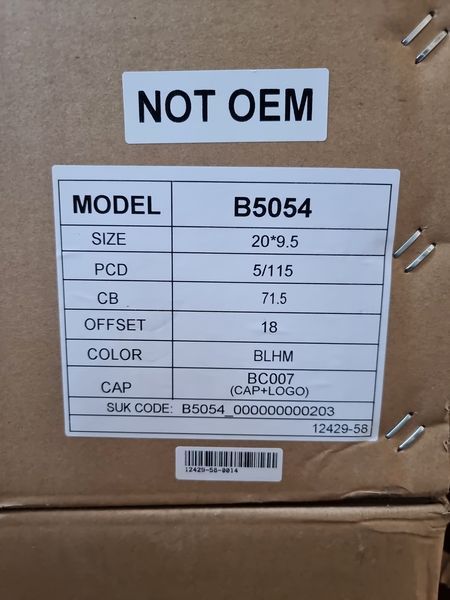 NOT OEM
MODEL B5054
SIZE 20*9.5
PCD 5/115
CB 71.5
OFFSET 18
COLOR BLHM
CAP BC007
(CAP+LOGO)
SUK CODE: B5054_000000000203
12429-58
12429-58-0014